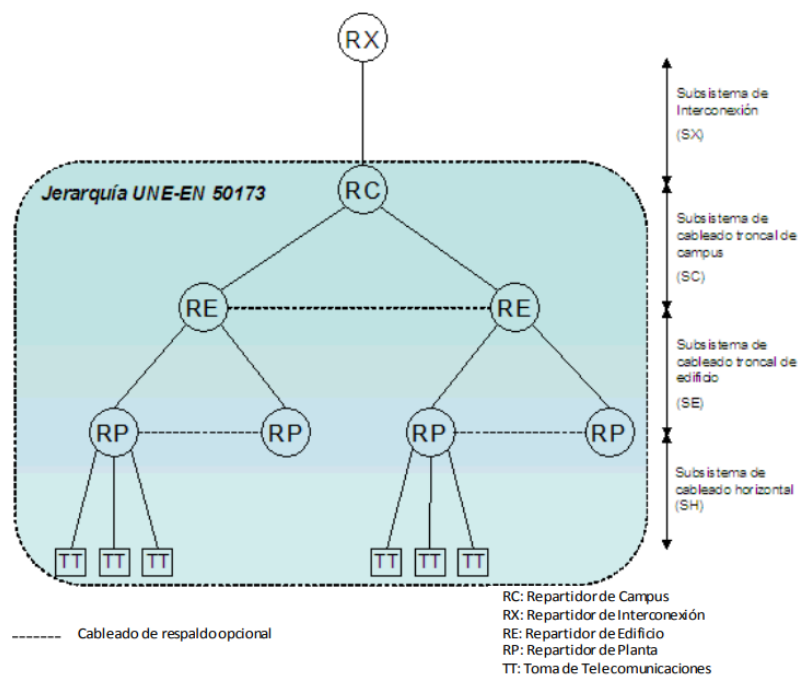 RX
Subsistema de
Interconexión
(SX)
Jerarquía UNE-EN 50173
RC
Subsistema de
cableado troncal de
campus
(SC)
RE
RE
Subsistema de
cableado troncal de
edificio
(SE)
RP
RP
RP
RP
Subsistema de
cableado horizontal
(SH)
TT
TT
TT
TT
TT
TT
Cableado de respaldo opcional
RC: Repartidor de Campus
RX: Repartidor de Interconexión
RE: Repartidor de Edificio
RP: Repartidor de Planta
TT: Toma de Telecomunicaciones